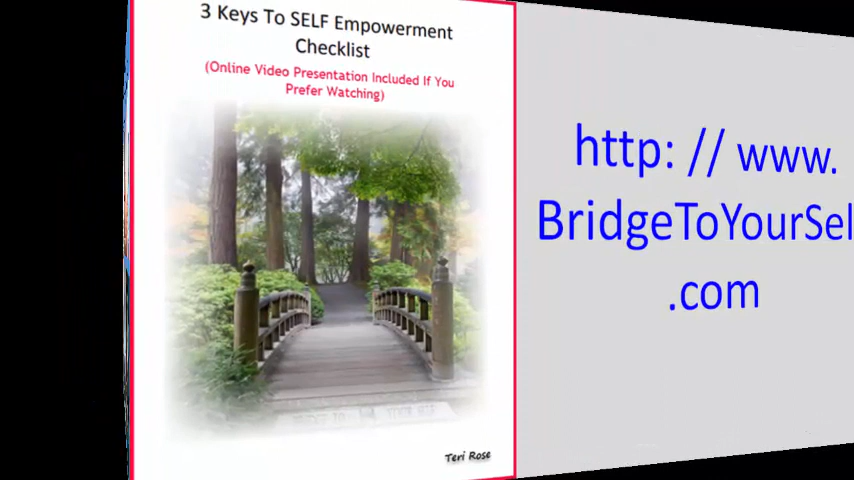 3 Keys To SELF Empowerment
Checklist
(Online Video Presentation Included If You
Prefer Watching)
Teri Rose
http: // www.
BridgeToYourSel
.com